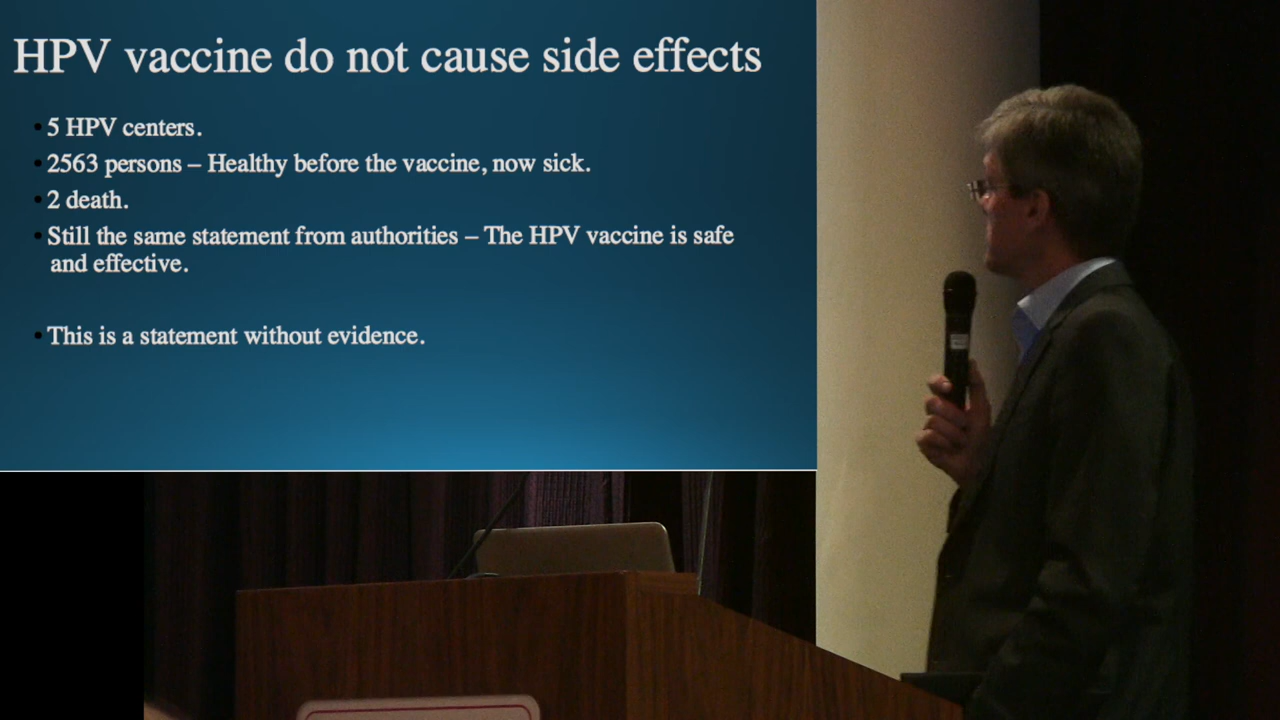 HPV vaccine do not cause side effects
• 5 HPV centers.
• 2563 persons – Healthy before the vaccine, now sick.
• 2 death.
• Still the same statement from authorities – The HPV vaccine is safe
and effective.
• This is a statement without evidence.